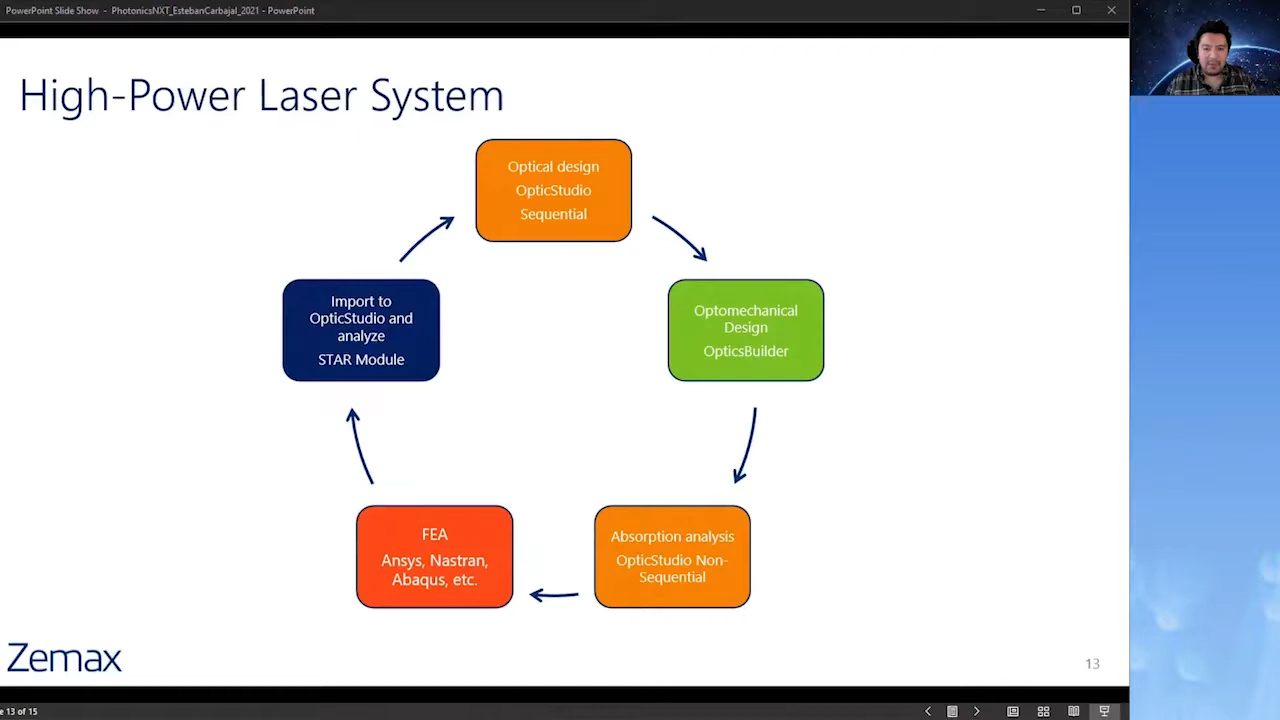 PowerPoint Slide Show - PhotonicsNXT_EstebanCarbajal_2021 - PowerPoint
High-Power Laser System
Optical design
OpticStudio
Sequential
Import to
OpticStudio and
analyze
STAR Module
Optomechanical
Design
OpticsBuilder
FEA
Ansys, Nastran,
Abaqus, etc.
Absorption analysis
OpticStudio Non-
Sequential
Zemax
13
e 13 of 15